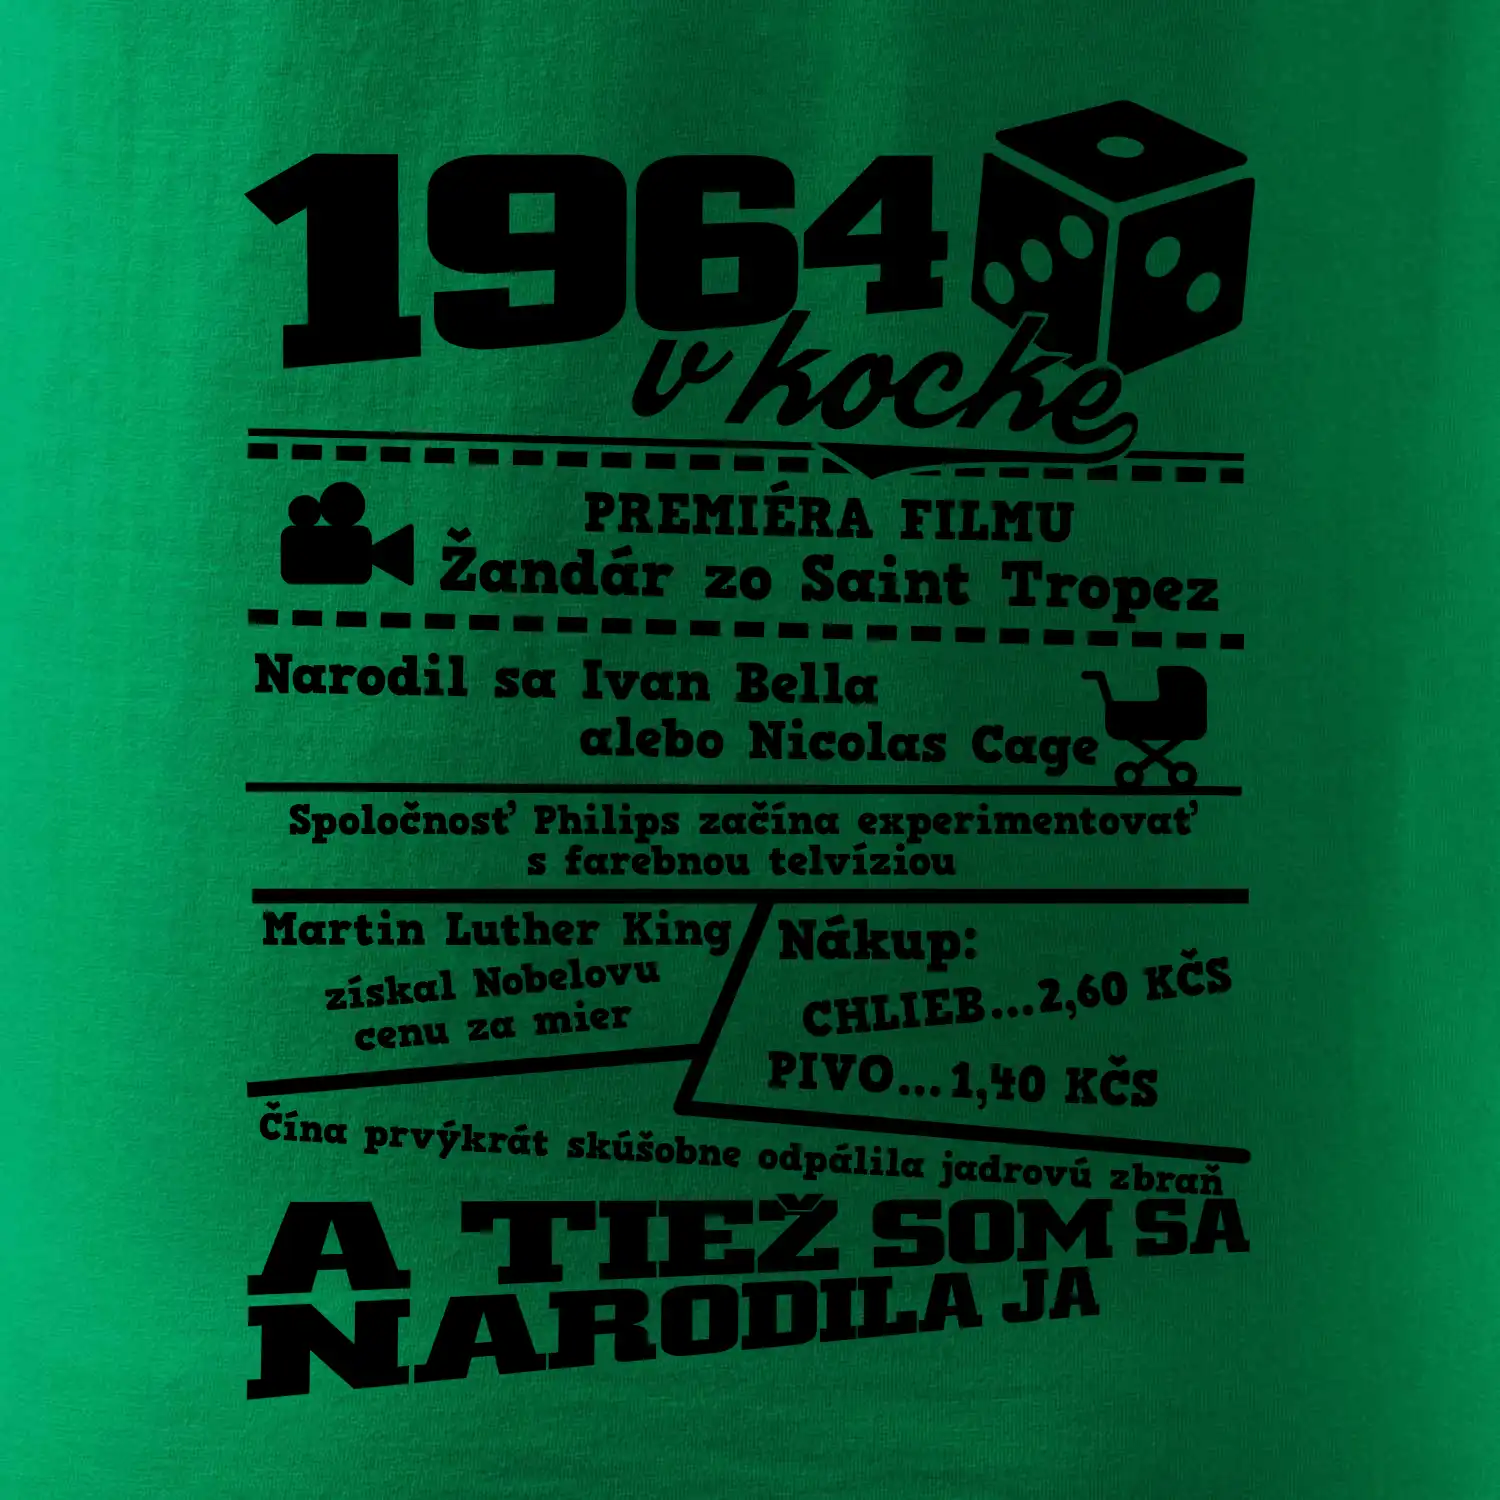 1964
v kocke
PREMIÉRA FILMU
Žandár zo Saint Tropez
Narodil sa Ivan Bella
alebo Nicolas Cage
Spoločnosť Philips začína experimentovať
s farebnou telvíziou
Martin Luther King
získal Nobelovu
cenu za mier
Nákup:
CHLIEB...2,60 KČS
PIVO...1,40 KČS
Čína prvýkrát skúšobne odpálila jadrovú zbraň
A TIEŽ SOM SA
NARODILA JA